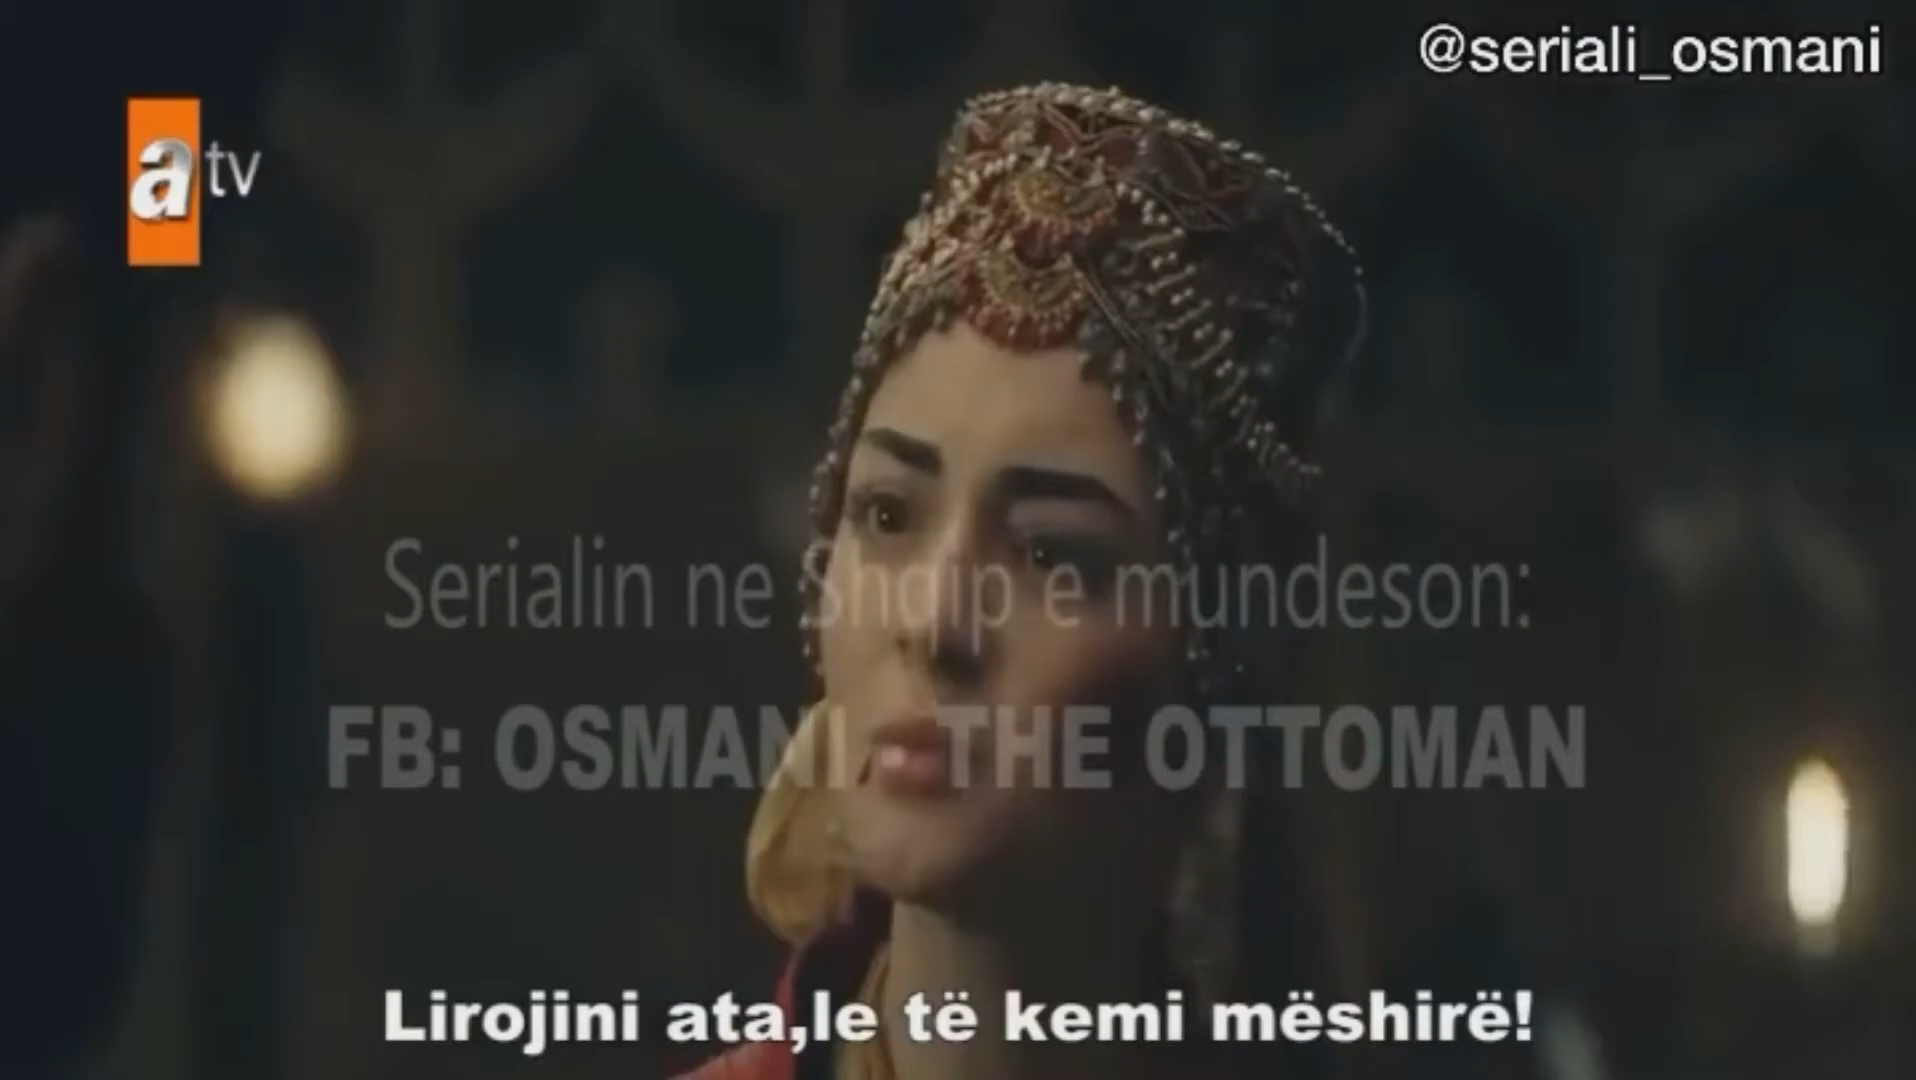 @seriali_osmani
atv
Serialin ne Shqip e mundeson:
FB: OSMANI - THE OTTOMAN
Lirojini ata,le të kemi mëshirë!